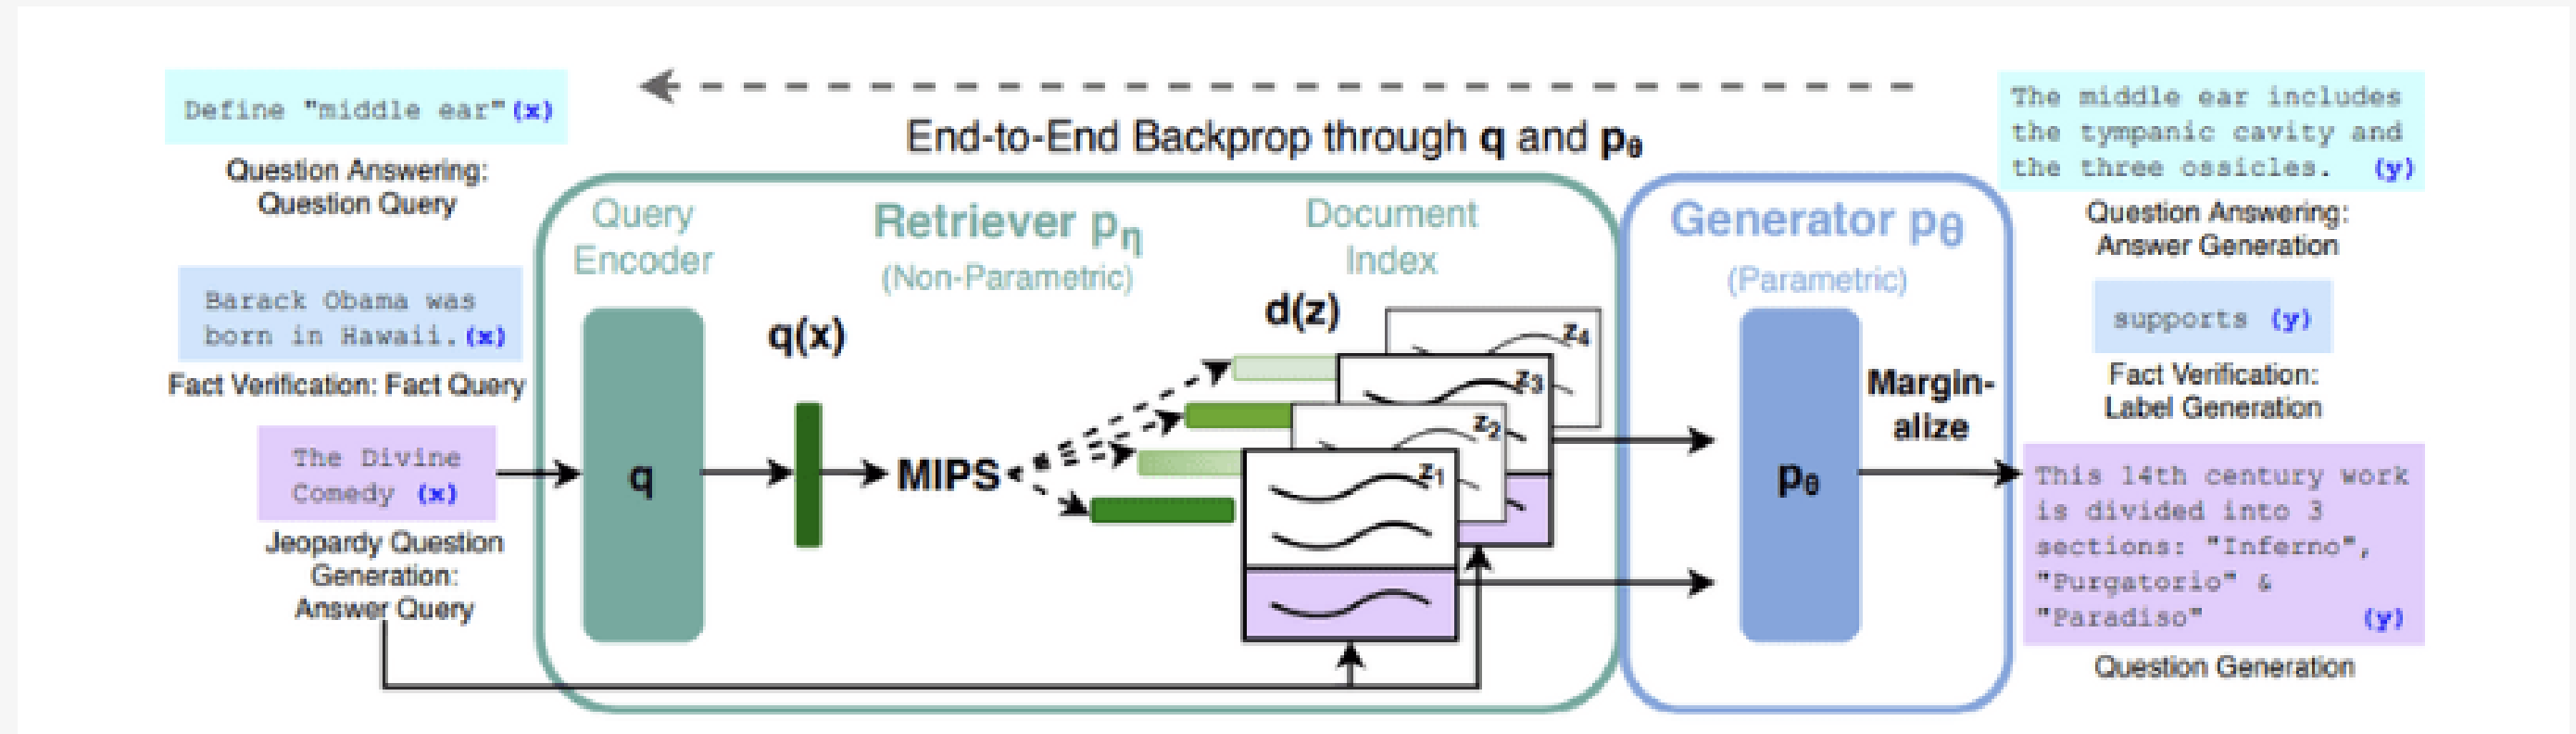 Define "middle ear" (x)
Question Answering:
Question Query
Barack Obama was
born in Hawaii. (x)
Fact Verification: Fact Query
The Divine
Comedy (x)
Jeopardy Question
Generation:
Answer Query
End-to-End Backprop through q and pθ
Query
Encoder
q
Retriever pη
(Non-Parametric)
q(x)
MIPS
Document
Index
d(z)
z4
z3
z2
z1
Generator pθ
(Parametric)
pθ
Margin-
alize
The middle ear includes
the tympanic cavity and
the three ossicles. (y)
Question Answering:
Answer Generation
supports (y)
Fact Verification:
Label Generation
This 14th century work
is divided into 3
sections: "Inferno",
"Purgatorio" &
"Paradiso" (y)
Question Generation